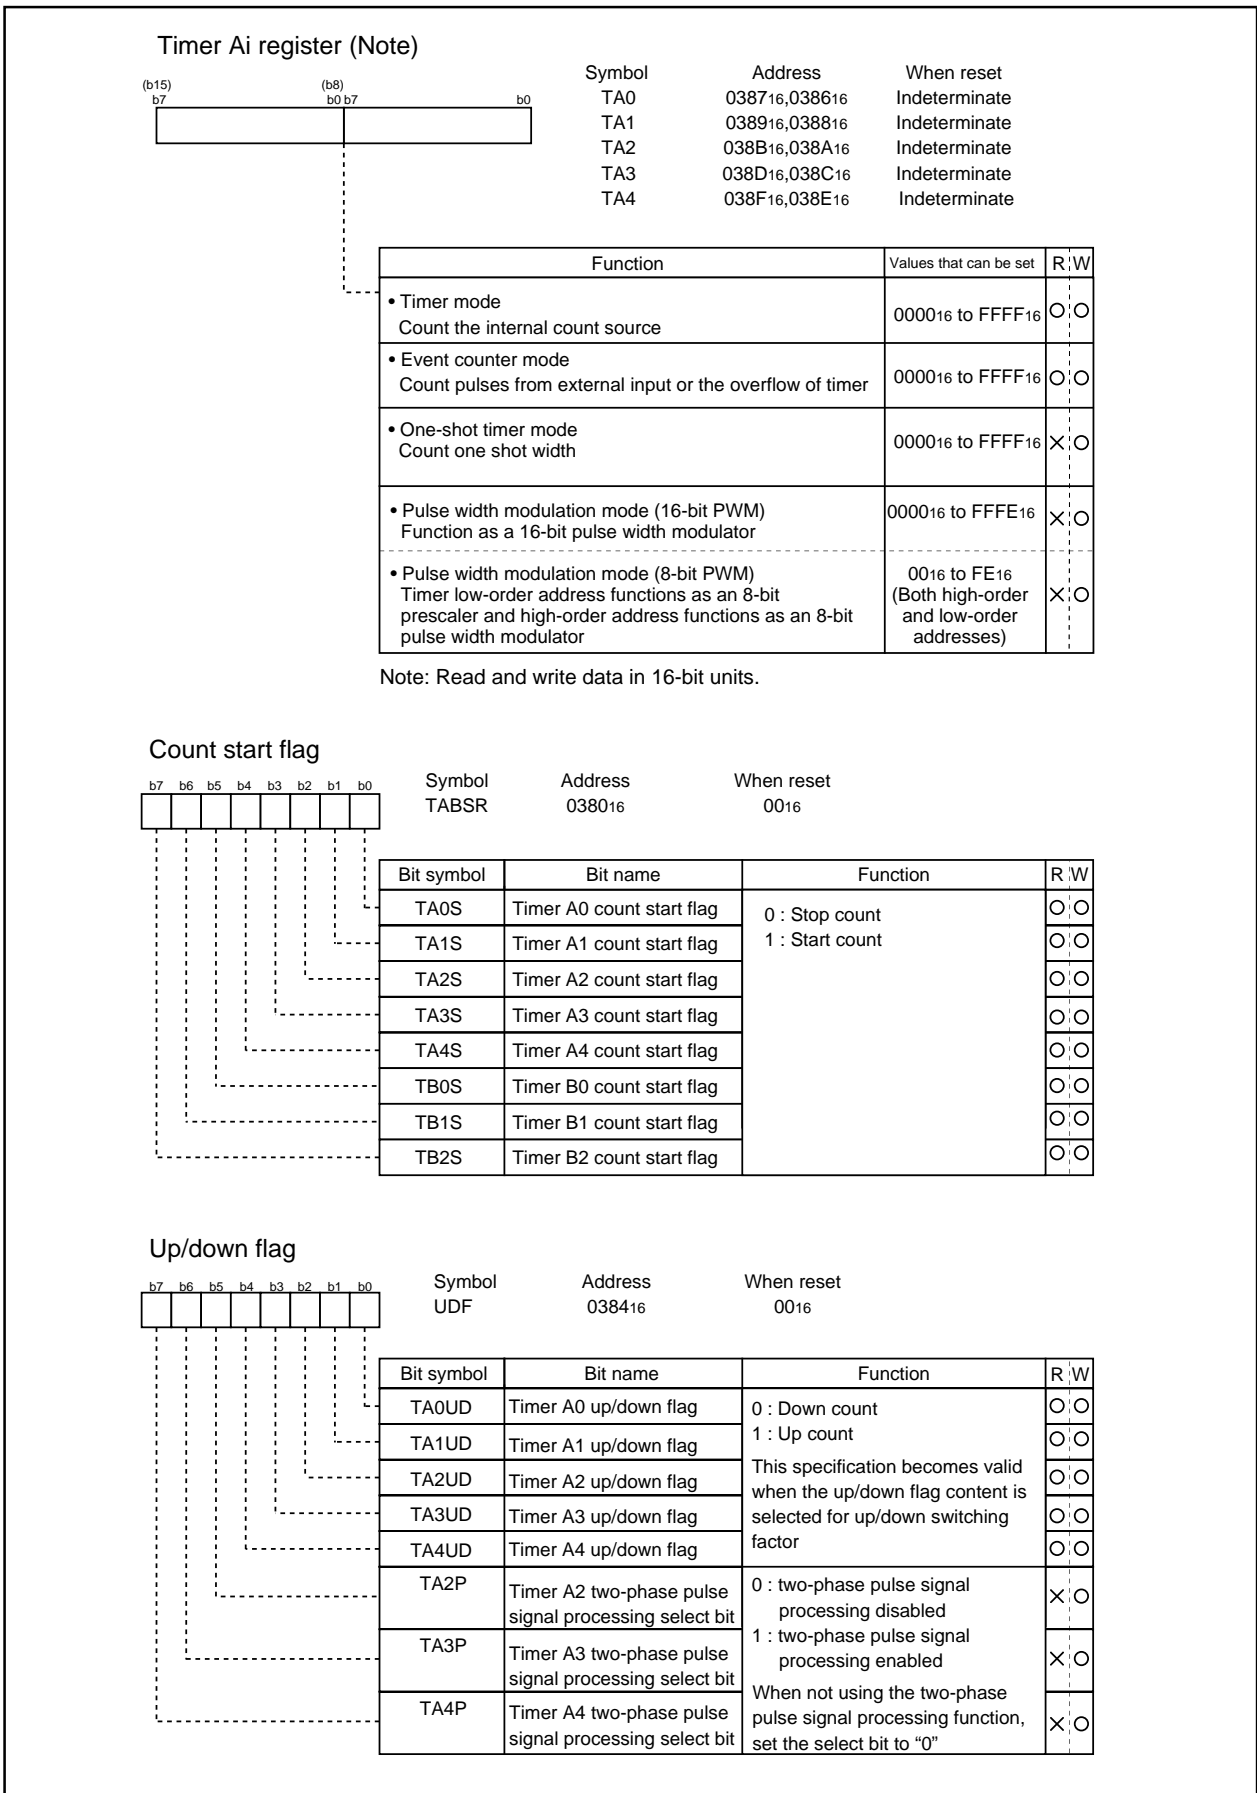 Timer Ai register (Note)
Symbol Address When reset
(b15) (b8)
b7 b0 b7 b0
TA0 038716,038616 Indeterminate
TA1 038916,038816 Indeterminate
TA2 038B16,038A16 Indeterminate
TA3 038D16,038C16 Indeterminate
TA4 038F16,038E16 Indeterminate
Function Values that can be set R W
• Timer mode
Count the internal count source
000016 to FFFF16
• Event counter mode
Count pulses from external input or the overflow of timer
000016 to FFFF16
• One-shot timer mode
Count one shot width
000016 to FFFF16
• Pulse width modulation mode (16-bit PWM)
Function as a 16-bit pulse width modulator
000016 to FFFE16
• Pulse width modulation mode (8-bit PWM)
Timer low-order address functions as an 8-bit
prescaler and high-order address functions as an 8-bit
pulse width modulator
0016 to FE16
(Both high-order
and low-order
addresses)
Note: Read and write data in 16-bit units.
Count start flag
b7 b6 b5 b4 b3 b2 b1 b0
Symbol Address When reset
TABSR 038016 0016
Bit symbol Bit name Function R W
TA0S Timer A0 count start flag
0 : Stop count
1 : Start count
TA1S Timer A1 count start flag
TA2S Timer A2 count start flag
TA3S Timer A3 count start flag
TA4S Timer A4 count start flag
TB0S Timer B0 count start flag
TB1S Timer B1 count start flag
TB2S Timer B2 count start flag
Up/down flag
b7 b6 b5 b4 b3 b2 b1 b0
Symbol Address When reset
UDF 038416 0016
Bit symbol Bit name Function R W
TA0UD Timer A0 up/down flag
TA1UD Timer A1 up/down flag
TA2UD Timer A2 up/down flag
TA3UD Timer A3 up/down flag
TA4UD Timer A4 up/down flag
0 : Down count
1 : Up count
This specification becomes valid
when the up/down flag content is
selected for up/down switching
factor
TA2P Timer A2 two-phase pulse
signal processing select bit
TA3P Timer A3 two-phase pulse
signal processing select bit
TA4P Timer A4 two-phase pulse
signal processing select bit
0 : two-phase pulse signal
processing disabled
1 : two-phase pulse signal
processing enabled
When not using the two-phase
pulse signal processing function,
set the select bit to “0”